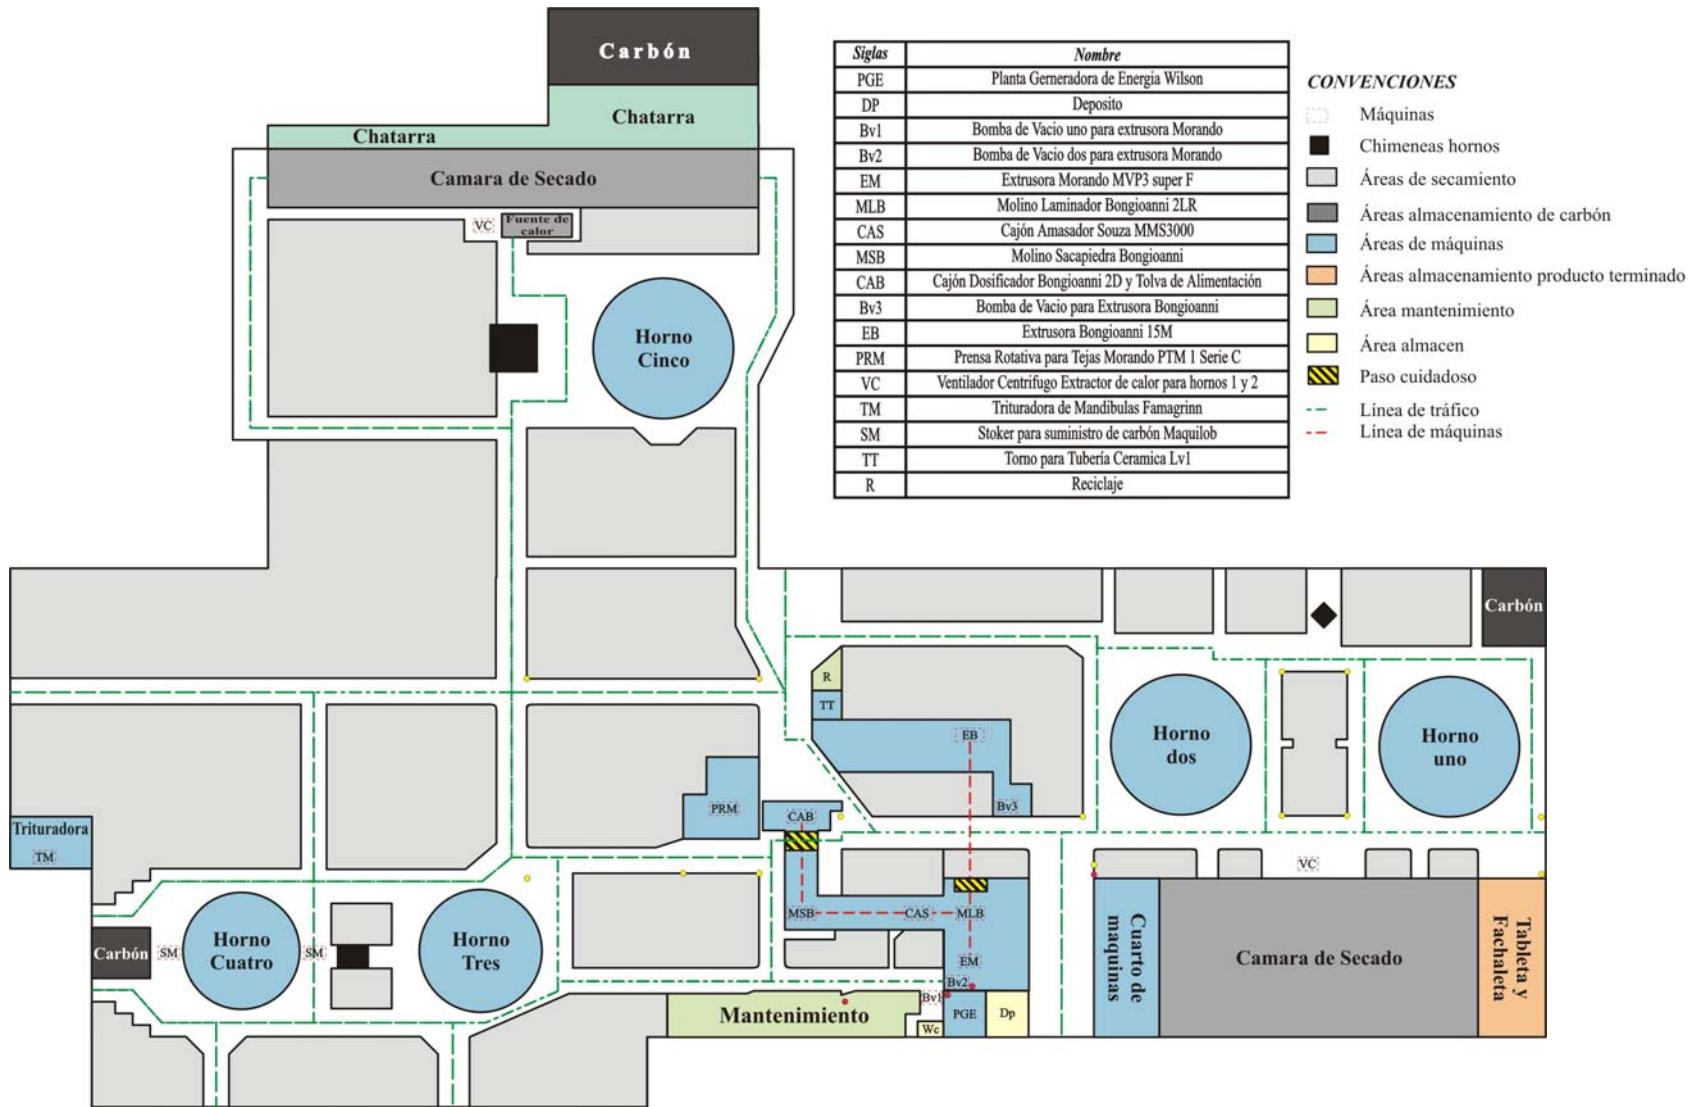 Carbón
Chatarra
Chatarra
Camara de Secado
VC
Fuente de
calor
Horno
Cinco
Siglas Nombre
PGE Planta Gerneradora de Energia Wilson
DP Deposito
Bv1 Bomba de Vacio uno para extrusora Morando
Bv2 Bomba de Vacio dos para extrusora Morando
EM Extrusora Morando MVP3 super F
MLB Molino Laminador Bongioanni 2LR
CAS Cajón Amasador Souza MMS3000
MSB Molino Sacapiedra Bongioanni
CAB Cajón Dosificador Bongioanni 2D y Tolva de Alimentación
Bv3 Bomba de Vacio para Extrusora Bongioanni
EB Extrusora Bongioanni 15M
PRM Prensa Rotativa para Tejas Morando PTM 1 Serie C
VC Ventilador Centrifugo Extractor de calor para hornos 1 y 2
TM Trituradora de Mandibulas Famagrinn
SM Stoker para suministro de carbón Maquilob
TT Torno para Tubería Ceramica Lv1
R Reciclaje
CONVENCIONES
Máquinas
Chimeneas hornos
Áreas de secamiento
Áreas almacenamiento de carbón
Áreas de máquinas
Áreas almacenamiento producto terminado
Área mantenimiento
Área almacen
Paso cuidadoso
Línea de tráfico
Línea de máquinas
Carbón
R
TT
EB
Bv3
Horno
dos
Horno
uno
PRM
CAB
Trituradora
TM
VC
MSB
CAS
MLB
EM
Carbón
SM
Horno
Cuatro
SM
Horno
Tres
Cuarto de
maquinas
Camara de Secado
Tableta y
Fachaleta
Mantenimiento
Bv1
Bv2
Wc
PGE
Dp